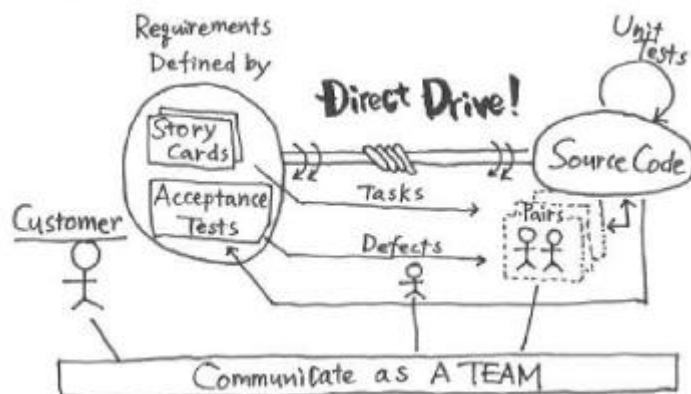 Requirements
Defined by
Direct Drive!
Unit
Tests
Story
Cards
Source Code
Acceptance
Tests
Tasks
Pairs
Customer
Defects
Communicate as A TEAM